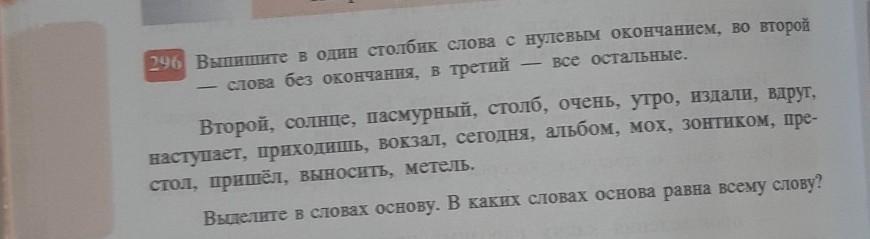 296 Выпишите в один столбик слова с нулевым окончанием, во второй
— слова без окончания, в третий — все остальные.
Второй, солнце, пасмурный, столб, очень, утро, издали, вдруг,
наступает, приходишь, вокзал, сегодня, альбом, мох, зонтиком, пре-
стол, пришёл, выносить, метель.
Выделите в словах основу. В каких словах основа равна всему слову?